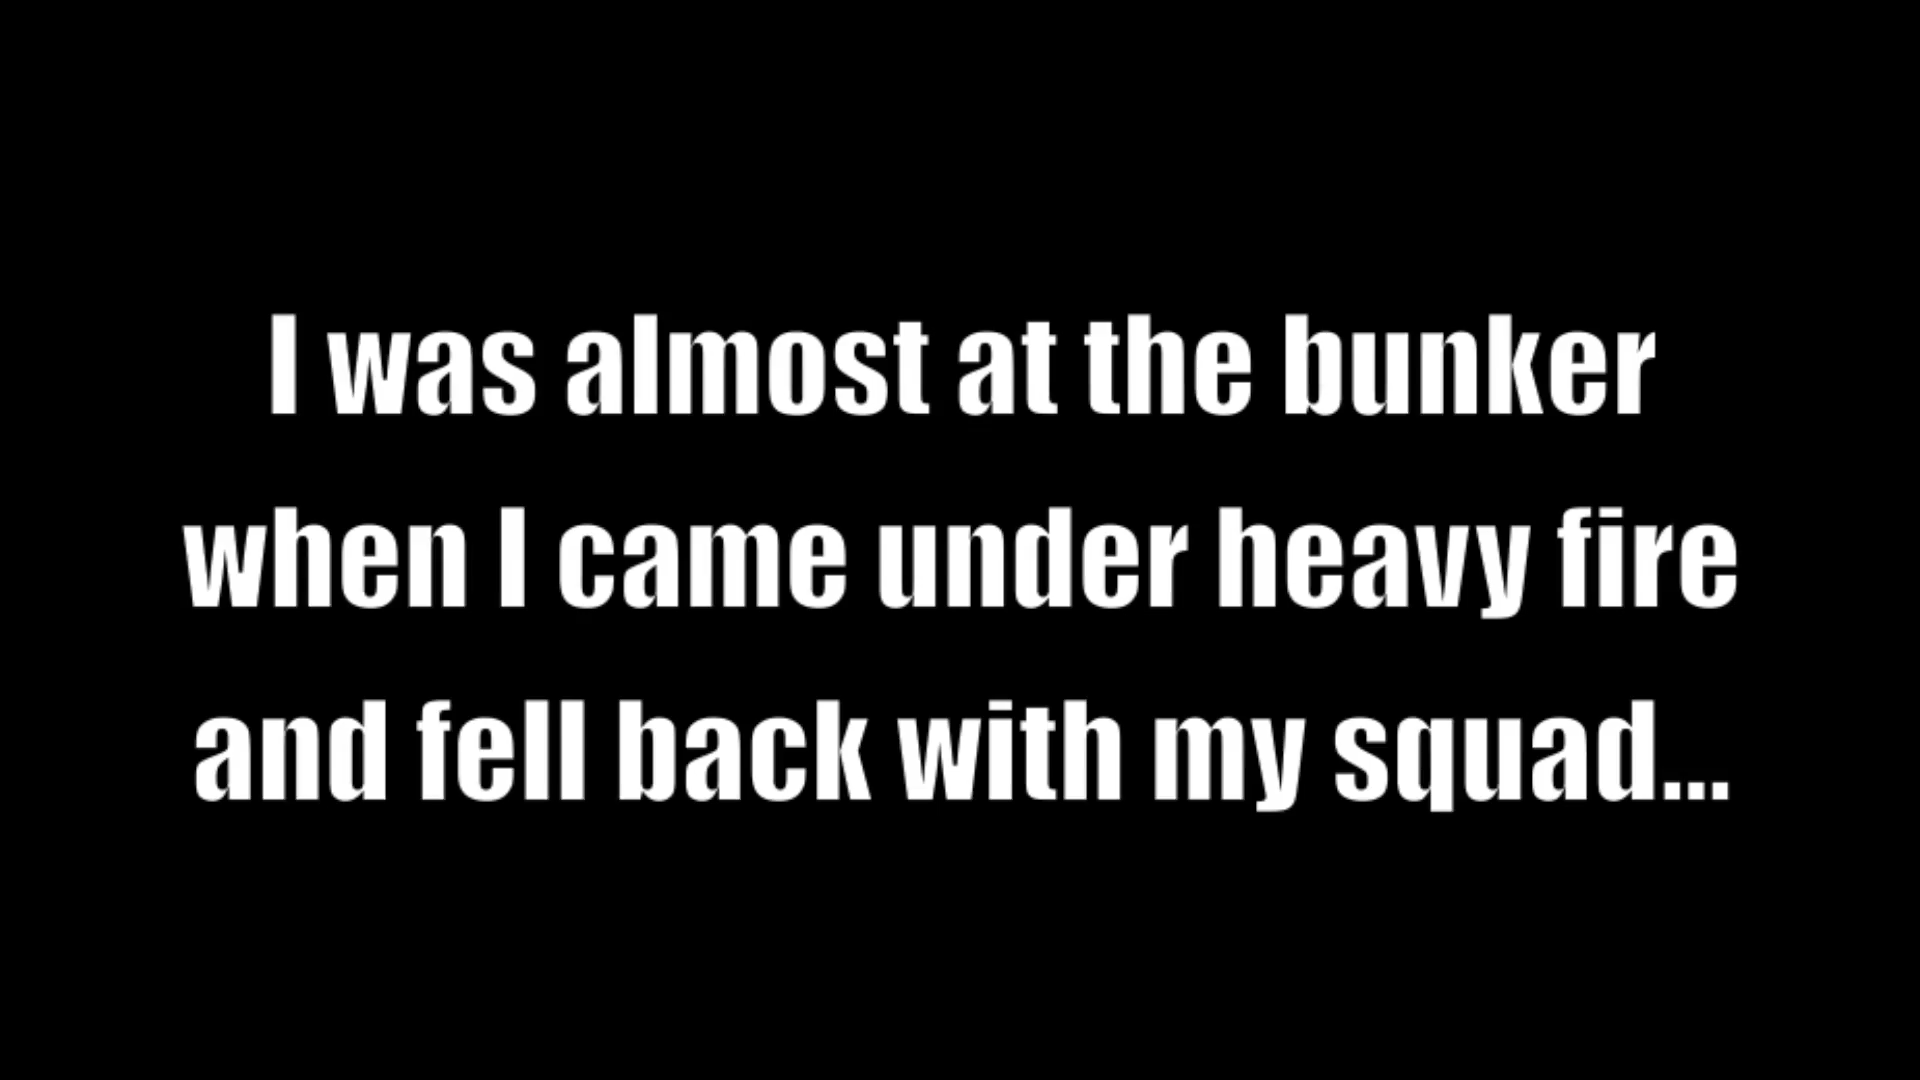 I was almost at the bunker
when I came under heavy fire
and fell back with my squad...